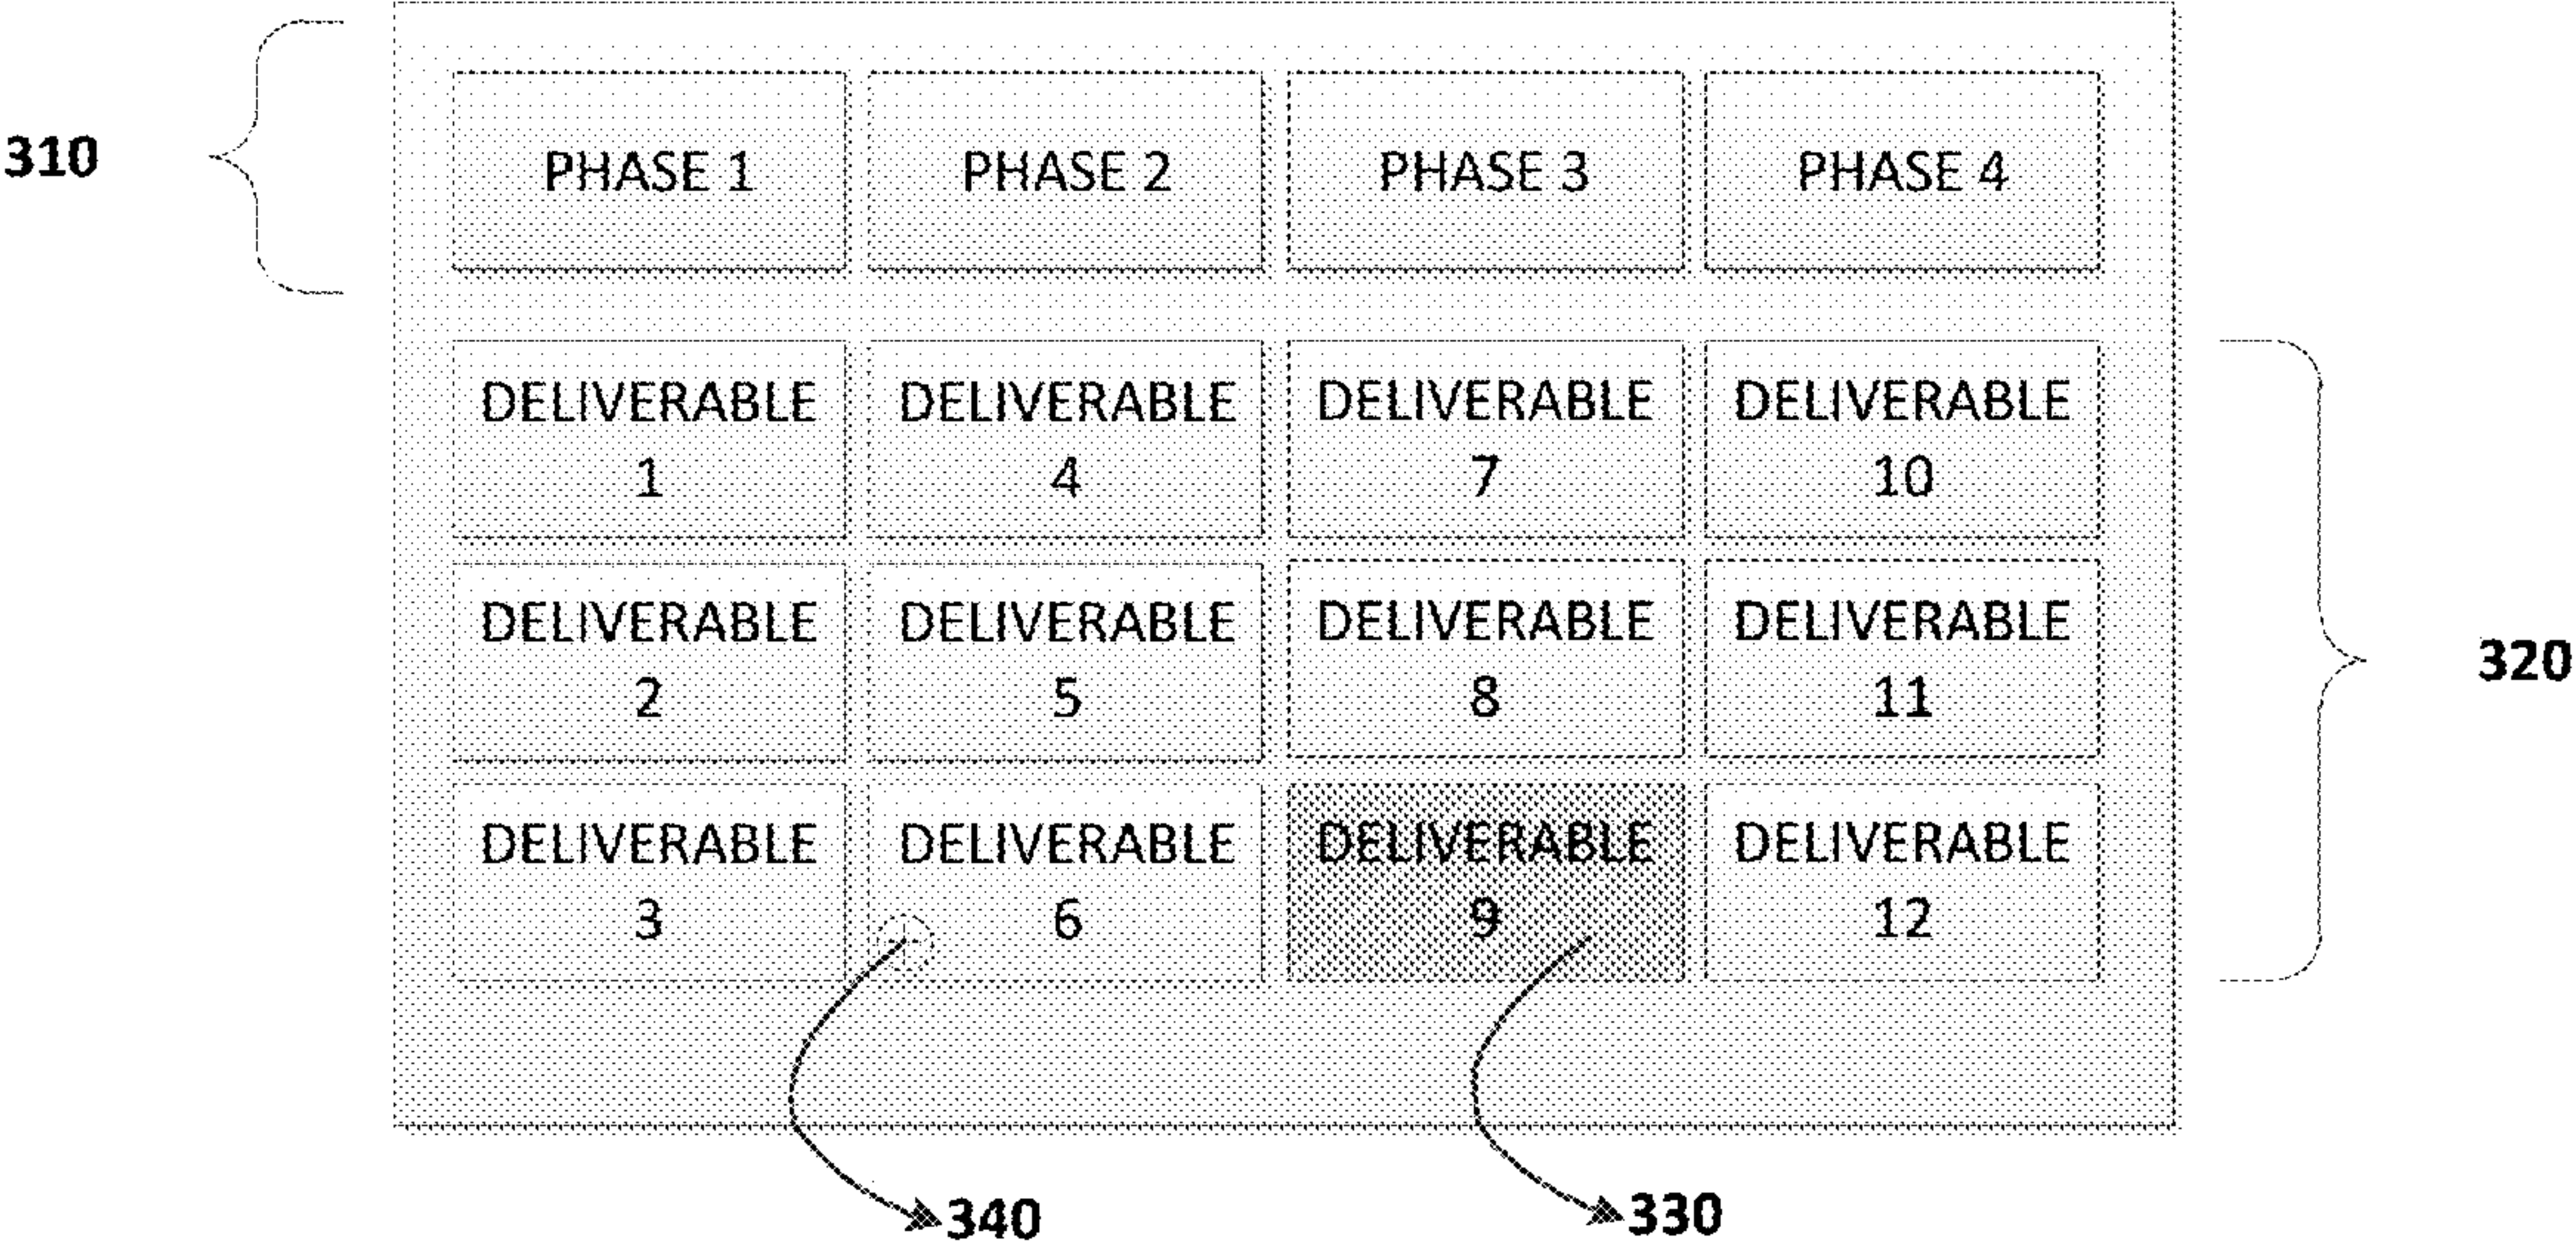 310
PHASE 1
PHASE 2
PHASE 3
PHASE 4
DELIVERABLE
1
DELIVERABLE
4
DELIVERABLE
7
DELIVERABLE
10
320
DELIVERABLE
2
DELIVERABLE
5
DELIVERABLE
8
DELIVERABLE
11
DELIVERABLE
3
DELIVERABLE
6
DELIVERABLE
9
DELIVERABLE
12
340
330